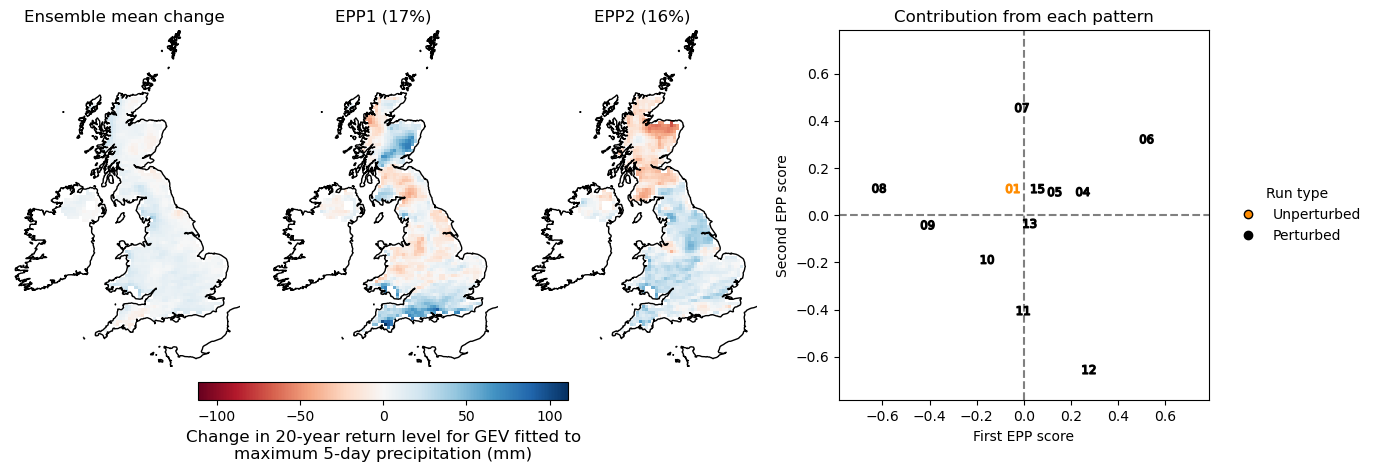 Ensemble mean change
EPP1 (17%)
EPP2 (16%)
Contribution from each pattern
−100
−50
0
50
100
Change in 20-year return level for GEV fitted to
maximum 5-day precipitation (mm)
Second EPP score
0.6
0.4
0.2
0.0
−0.2
−0.4
−0.6
07
06
08
01
15
05
04
09
13
10
11
12
−0.6
−0.4
−0.2
0.0
0.2
0.4
0.6
First EPP score
Run type
Unperturbed
Perturbed